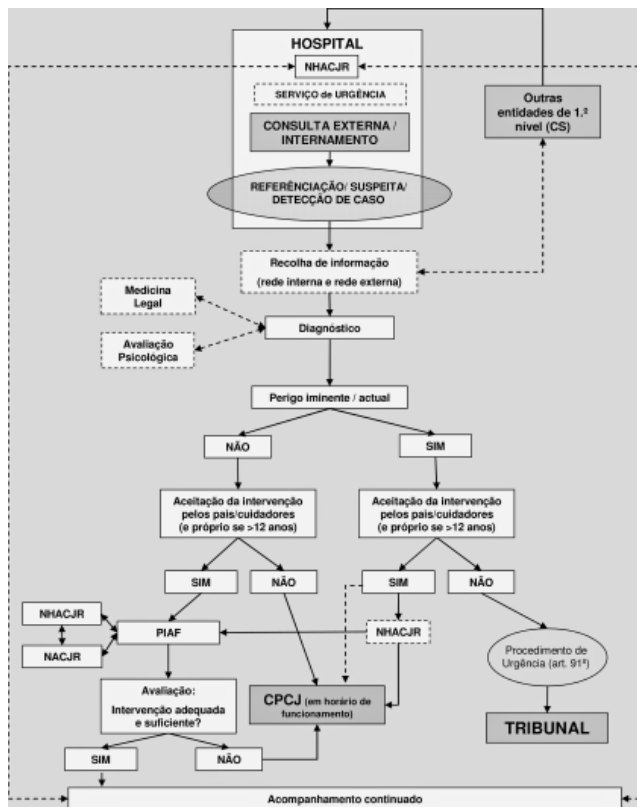 HOSPITAL
NHACJR
SERVIÇO de URGÊNCIA
CONSULTA EXTERNA /
INTERNAMENTO
REFERÊNCIAÇÃO/ SUSPEITA/
DETECÇÃO DE CASO
Outras
entidades de 1.º
nível (CS)
Recolha de informação
(rede interna e rede externa)
Medicina
Legal
Diagnóstico
Avaliação
Psicológica
Perigo iminente / actual
NÃO
SIM
Aceitação da intervenção
pelos pais/cuidadores
(e próprio se >12 anos)
Aceitação da intervenção
pelos pais/cuidadores
(e próprio se >12 anos)
SIM
NÃO
SIM
NÃO
NHACJR
NACJR
PIAF
NHACJR
Procedimento de
Urgência (art. 91º)
Avaliação:
Intervenção adequada
e suficiente?
CPCJ (em horário de
funcionamento)
TRIBUNAL
SIM
NÃO
Acompanhamento continuado